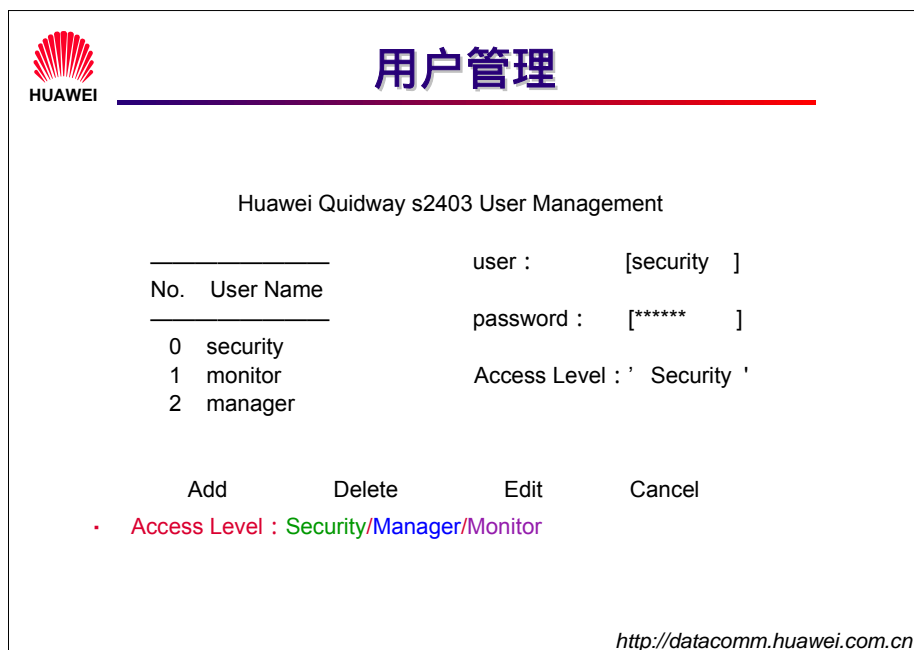 HUAWEI
用户管理
Huawei Quidway s2403 User Management
————————
No. User Name
————————
0 security
1 monitor
2 manager
user： [security ]
password： [****** ]
Access Level：’ Security '
Add Delete Edit Cancel
· Access Level：Security/Manager/Monitor
http://datacomm.huawei.com.cn